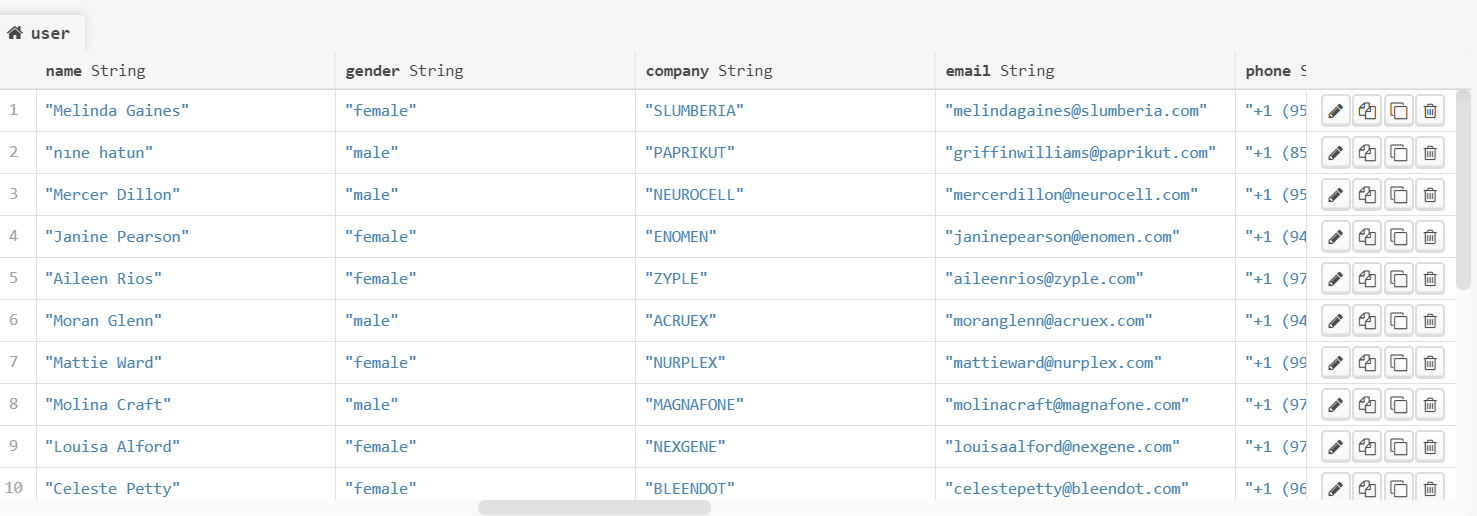 user
name String gender String company String email String phone S
1 "Melinda Gaines" "female" "SLUMBERIA" "melindagaines@slumberia.com" "+1 (95
2 "nıne hatun" "male" "PAPRIKUT" "griffinwilliams@paprikut.com" "+1 (85
3 "Mercer Dillon" "male" "NEUROCELL" "mercerdillon@neurocell.com" "+1 (95
4 "Janine Pearson" "female" "ENOMEN" "janinepearson@enomen.com" "+1 (94
5 "Aileen Rios" "female" "ZYPLE" "aileenrios@zyple.com" "+1 (97
6 "Moran Glenn" "male" "ACRUEX" "moranglenn@acruex.com" "+1 (94
7 "Mattie Ward" "female" "NURPLEX" "mattieward@nurplex.com" "+1 (99
8 "Molina Craft" "male" "MAGNAFONE" "molinacraft@magnafone.com" "+1 (97
9 "Louisa Alford" "female" "NEXGENE" "louisaalford@nexgene.com" "+1 (97
10 "Celeste Petty" "female" "BLEENDOT" "celestepetty@bleendot.com" "+1 (96